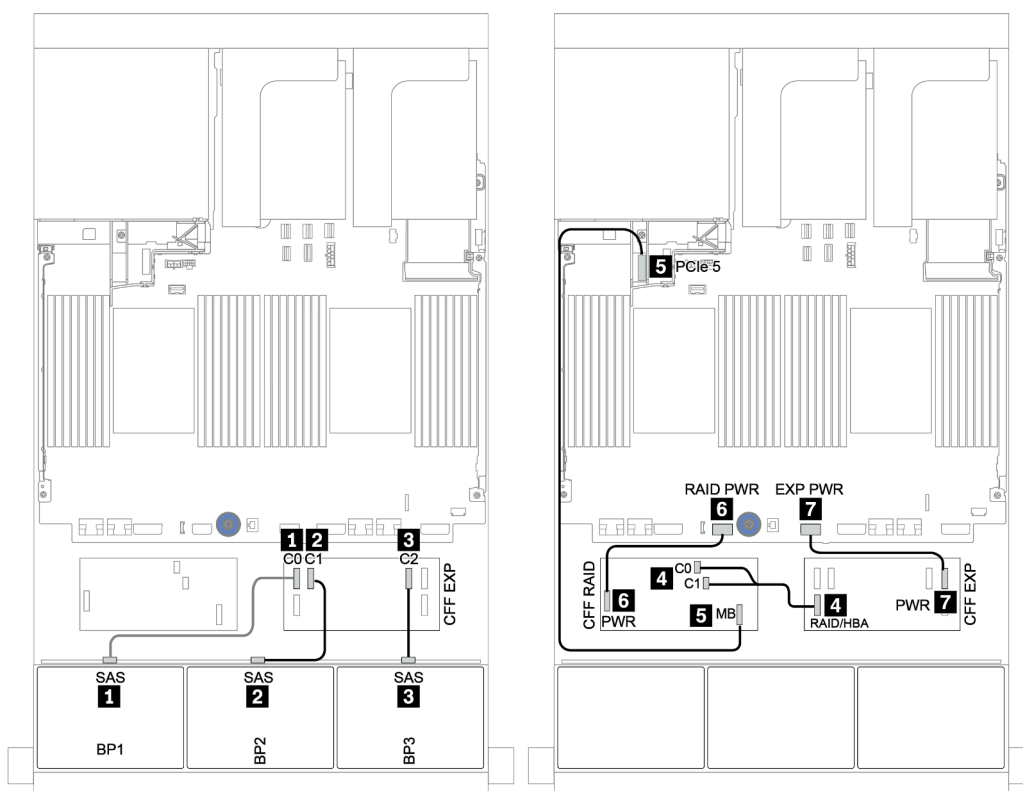 5 PCIe 5
RAID PWR EXP PWR
6 7
1 2 3
C0 C1 C2
CFF EXP
CFF RAID
C0
4 C1
6
PWR
5 MB
4
RAID/HBA
PWR 7
CFF EXP
SAS SAS SAS
1 2 3
BP1 BP2 BP3